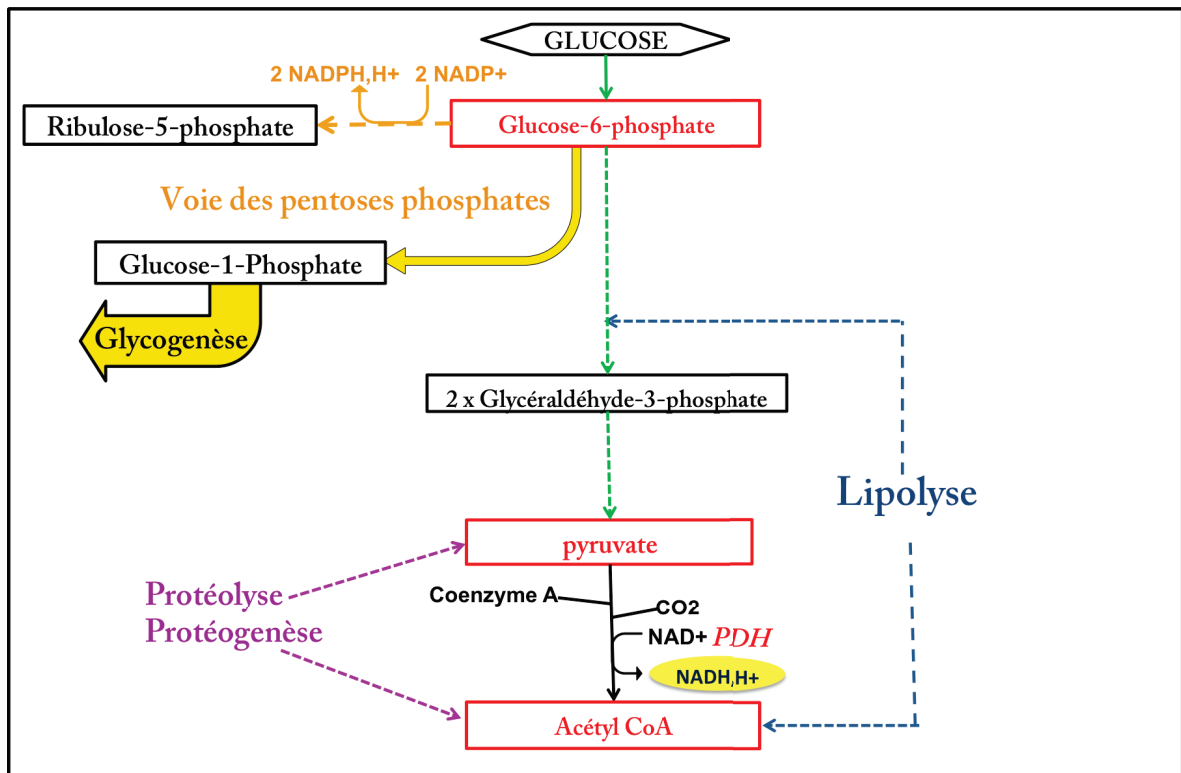 GLUCOSE
2 NADPH,H+ 2 NADP+
Ribulose-5-phosphate
Glucose-6-phosphate
Voie des pentoses phosphates
Glucose-1-Phosphate
Glycogenèse
2 x Glycéraldéhyde-3-phosphate
Lipolyse
pyruvate
Protéolyse
Protéogenèse
Coenzyme A
CO2
NAD+ PDH
NADH,H+
Acétyl CoA